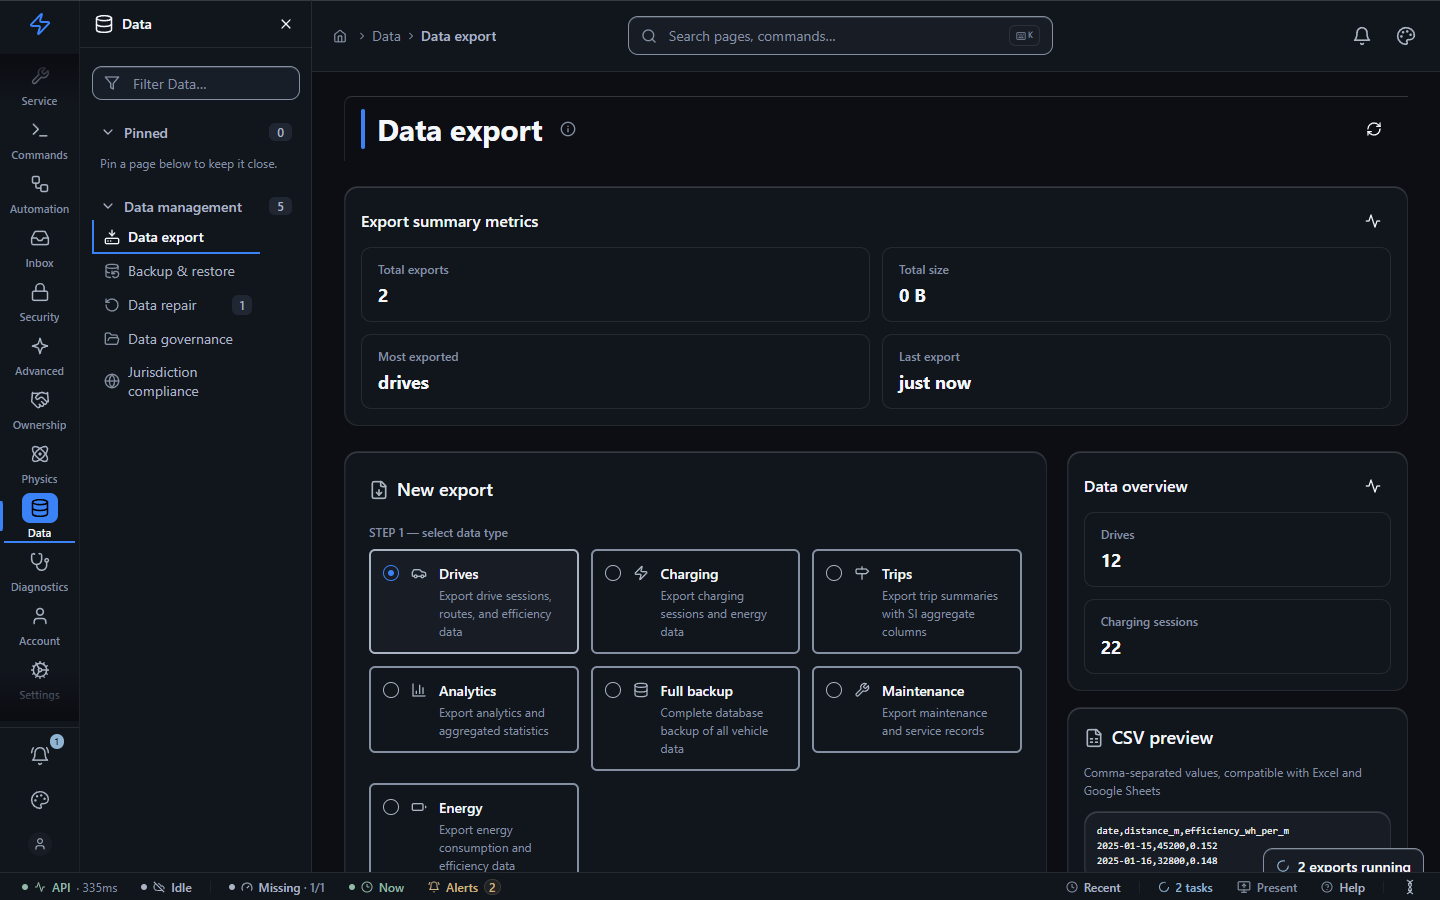 Service
Commands
Automation
Inbox
Security
Advanced
Ownership
Physics
Data
Diagnostics
Account
Settings
1
Data
Filter Data...
Pinned
0
Pin a page below to keep it close.
Data management
5
Data export
Backup & restore
Data repair
1
Data governance
Jurisdiction
compliance
Data
Data export
Search pages, commands...
K
Data export
Export summary metrics
Total exports
2
Total size
0 B
Most exported
drives
Last export
just now
New export
STEP 1 — select data type
Drives
Export drive sessions,
routes, and efficiency
data
Charging
Export charging
sessions and energy
data
Trips
Export trip summaries
with SI aggregate
columns
Analytics
Export analytics and
aggregated statistics
Full backup
Complete database
backup of all vehicle
data
Maintenance
Export maintenance
and service records
Energy
Export energy
consumption and
efficiency data
Data overview
Drives
12
Charging sessions
22
CSV preview
Comma-separated values, compatible with Excel and
Google Sheets
date,distance_m,efficiency_wh_per_m
2025-01-15,45200,0.152
2025-01-16,32800,0.148
2 exports running
API · 335ms
Idle
Missing · 1/1
Now
Alerts 2
Recent
2 tasks
Present
Help